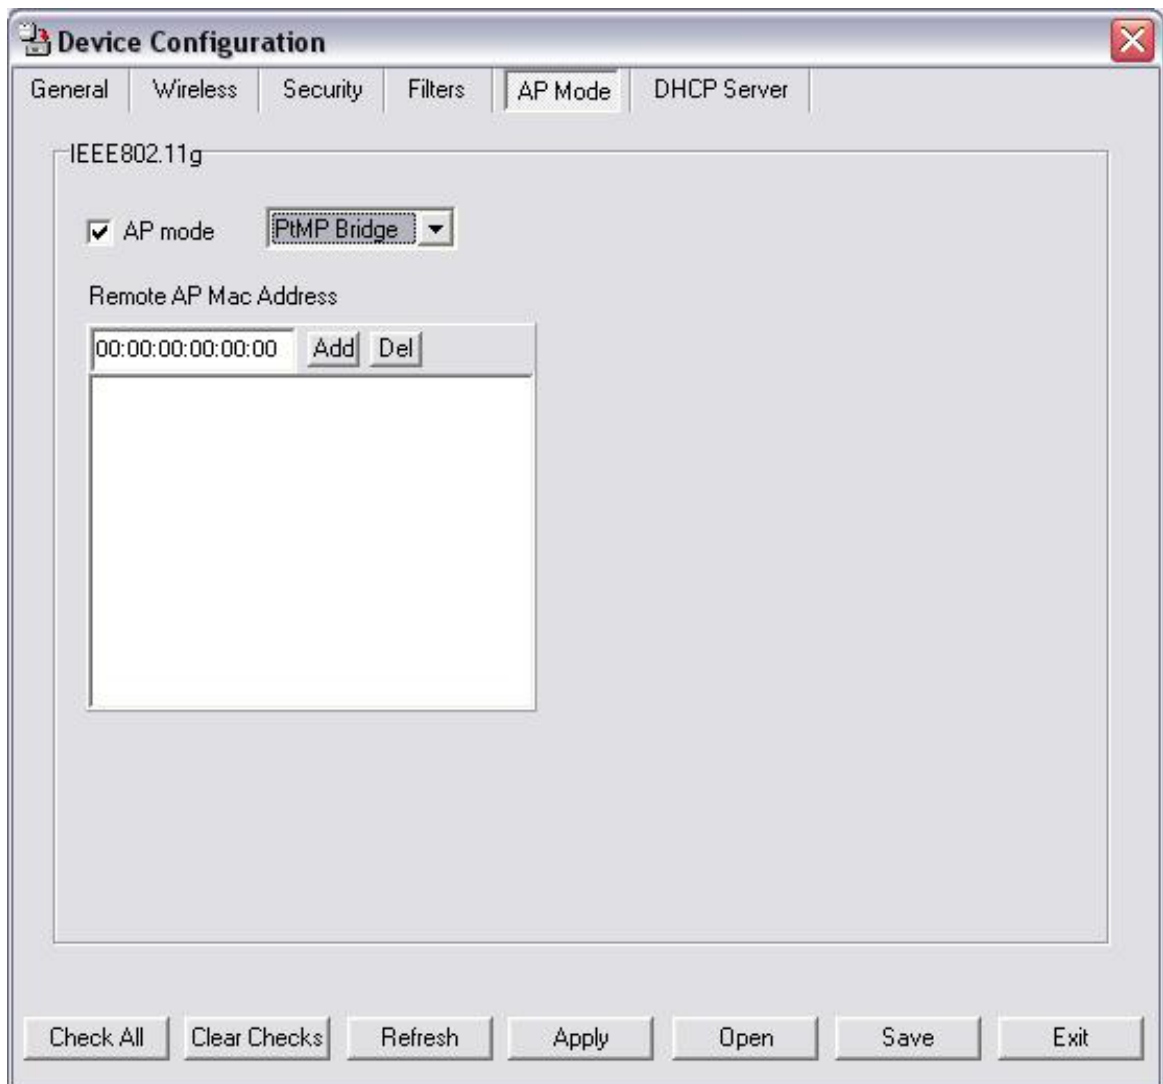 Device Configuration
General Wireless Security Filters AP Mode DHCP Server
IEEE802.11g
AP mode PtMP Bridge
Remote AP Mac Address
00:00:00:00:00:00 Add Del
Check All Clear Checks Refresh Apply Open Save Exit